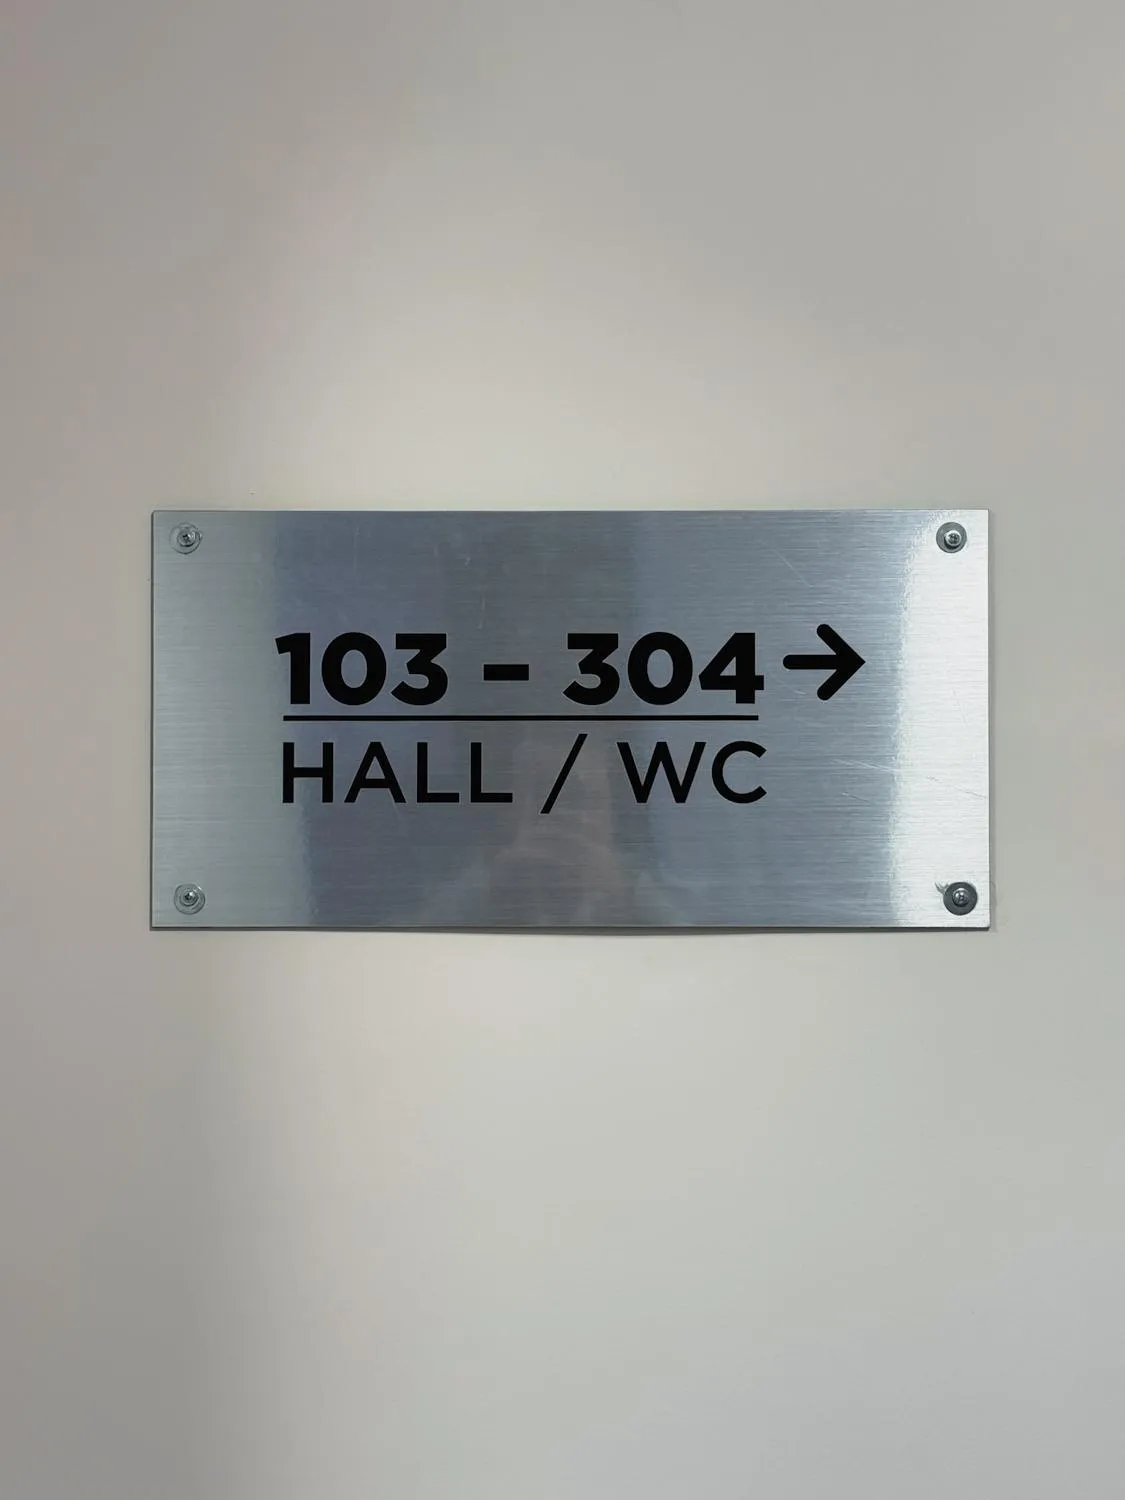 103 – 304 →
HALL / WC